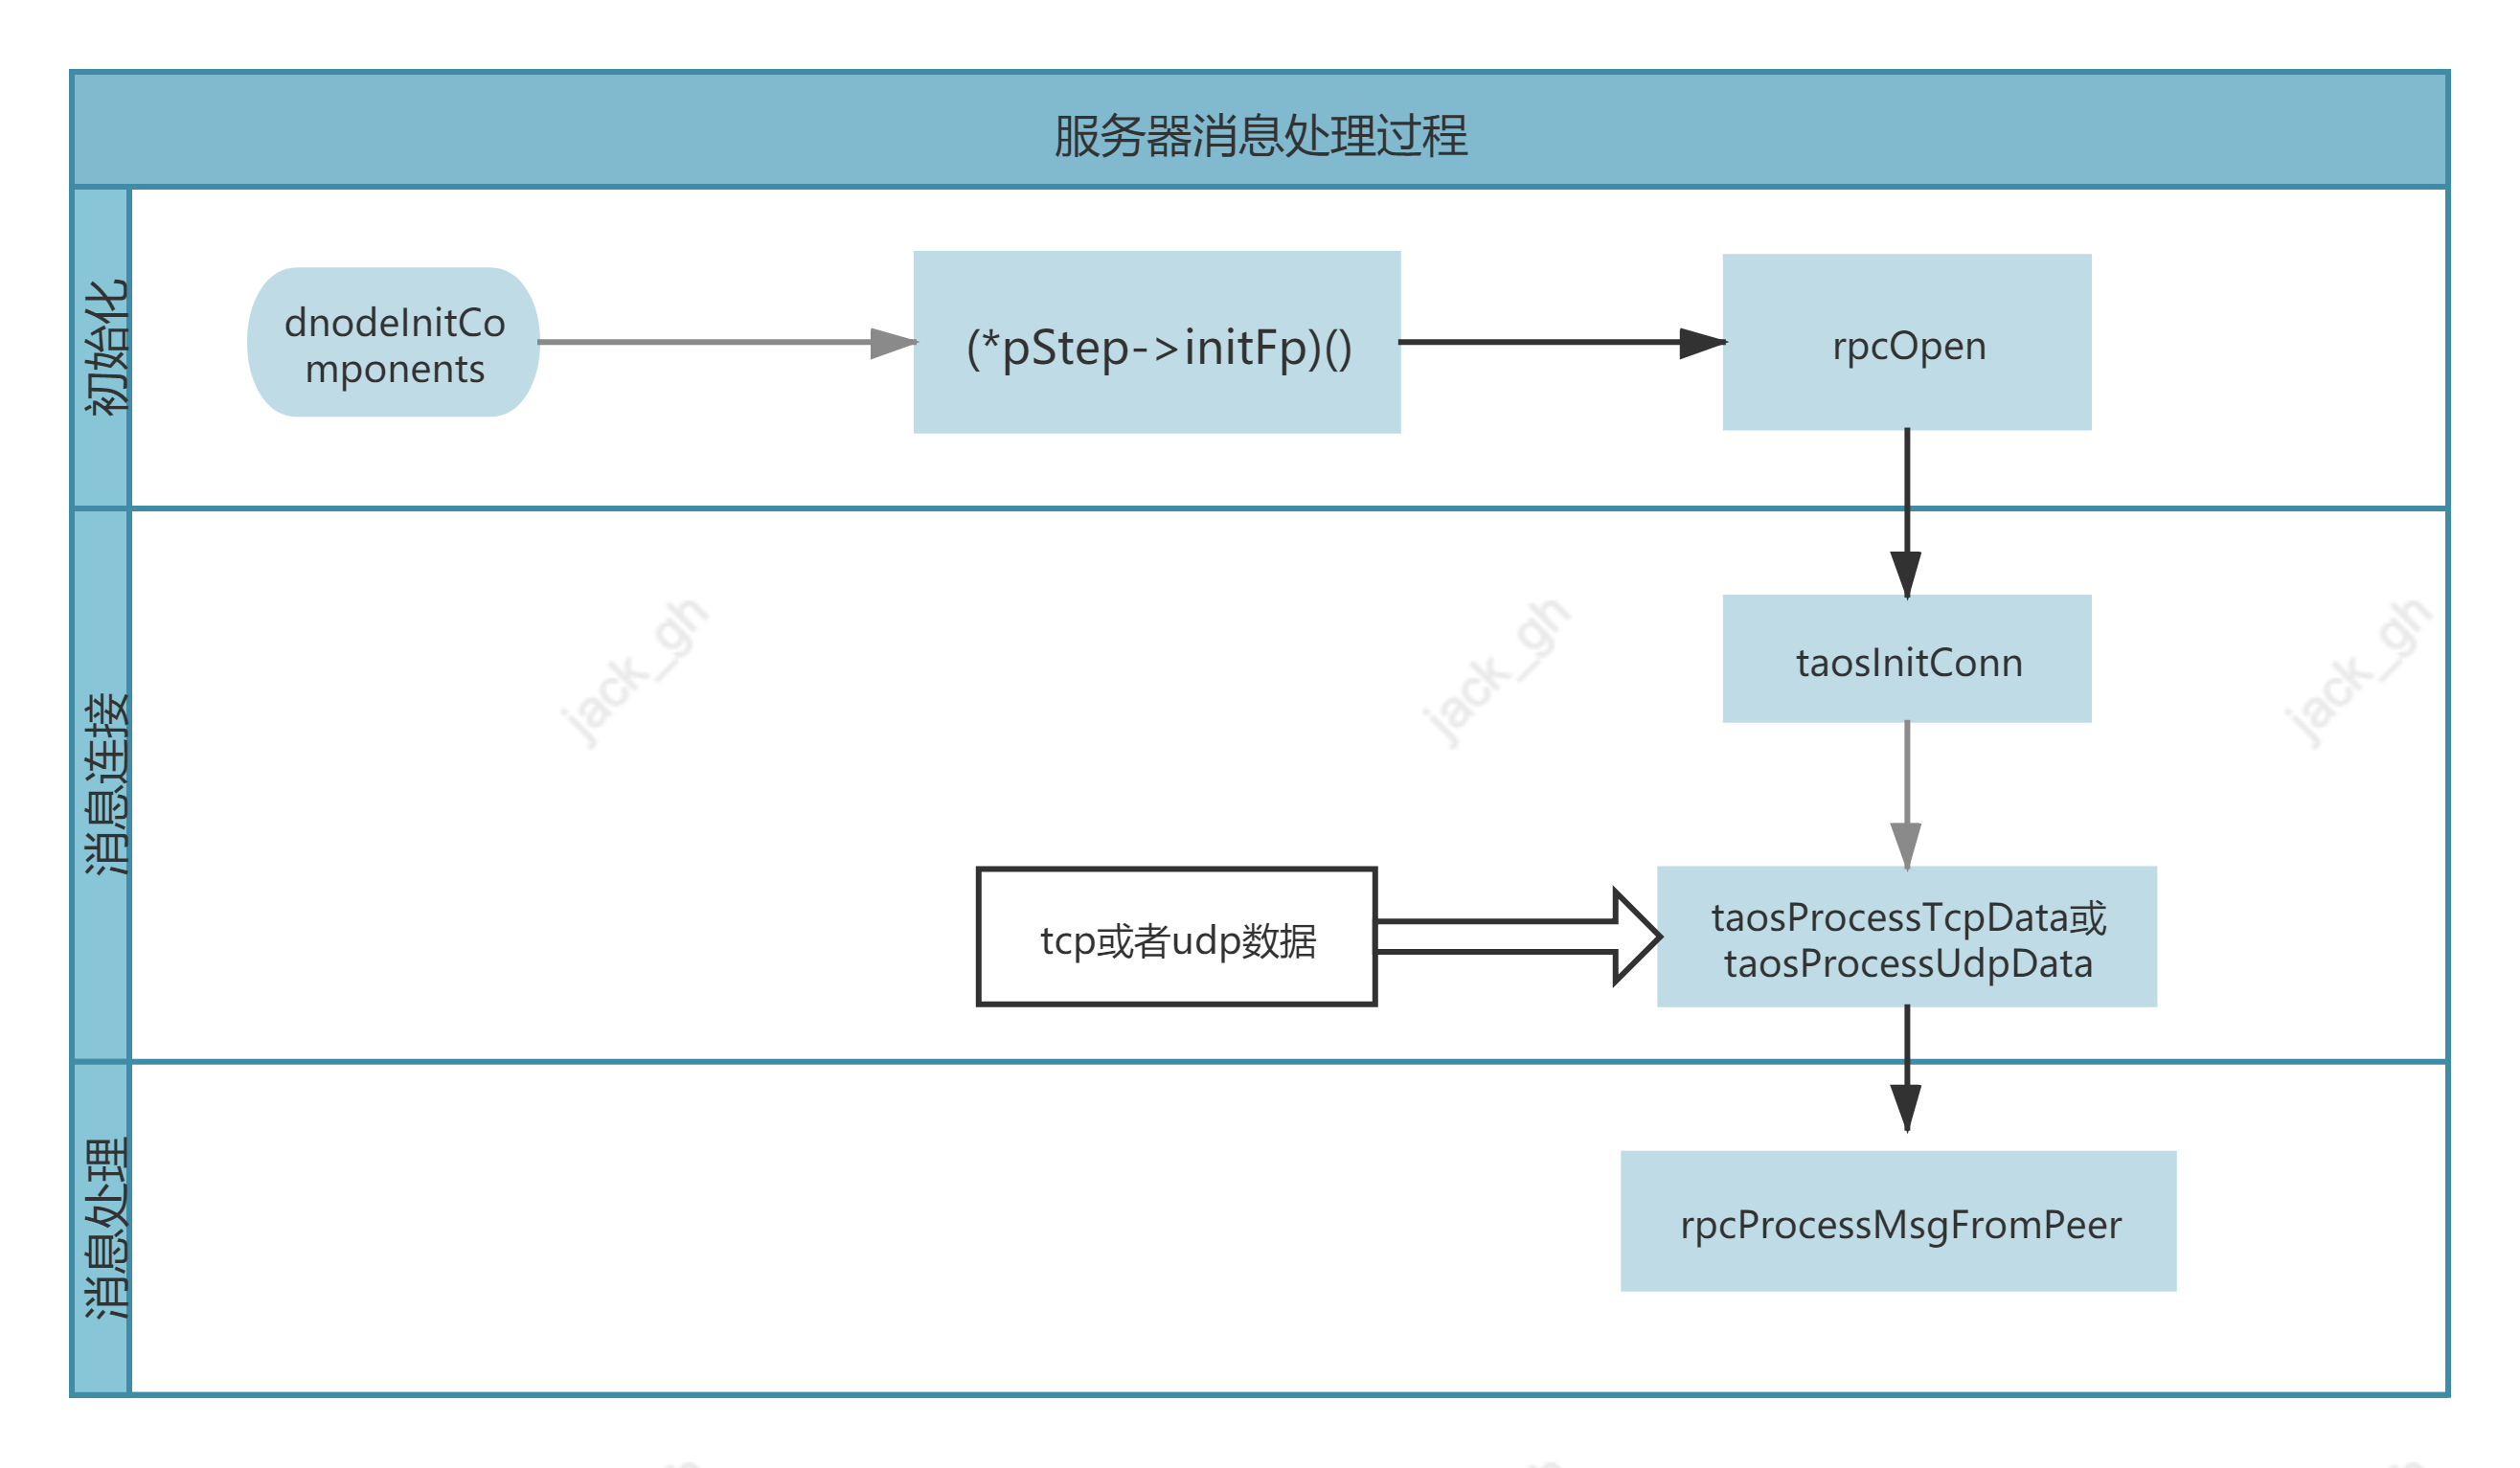 服务器消息处理过程
初始化
dnodeInitCo
mponents
(*pStep->initFp)()
rpcOpen
消息连接
jack_gh
jack_gh
jack_gh
taosInitConn
tcp或者udp数据
taosProcessTcpData或
taosProcessUdpData
消息处理
rpcProcessMsgFromPeer